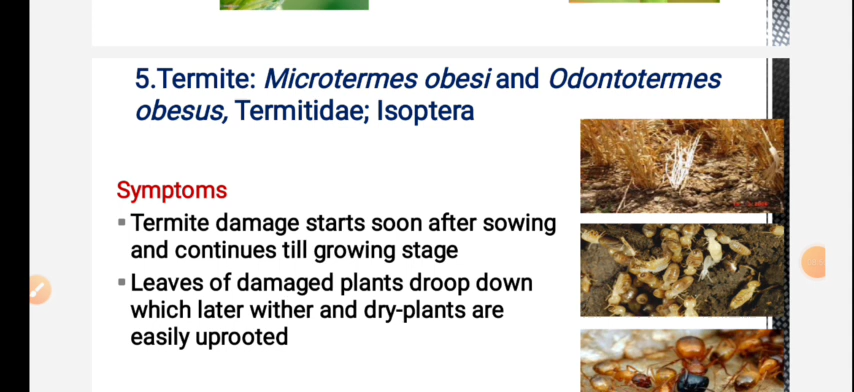 5.Termite: Microtermes obesi and Odontotermes
obesus, Termitidae; Isoptera
Symptoms
Termite damage starts soon after sowing
and continues till growing stage
Leaves of damaged plants droop down
which later wither and dry-plants are
easily uprooted